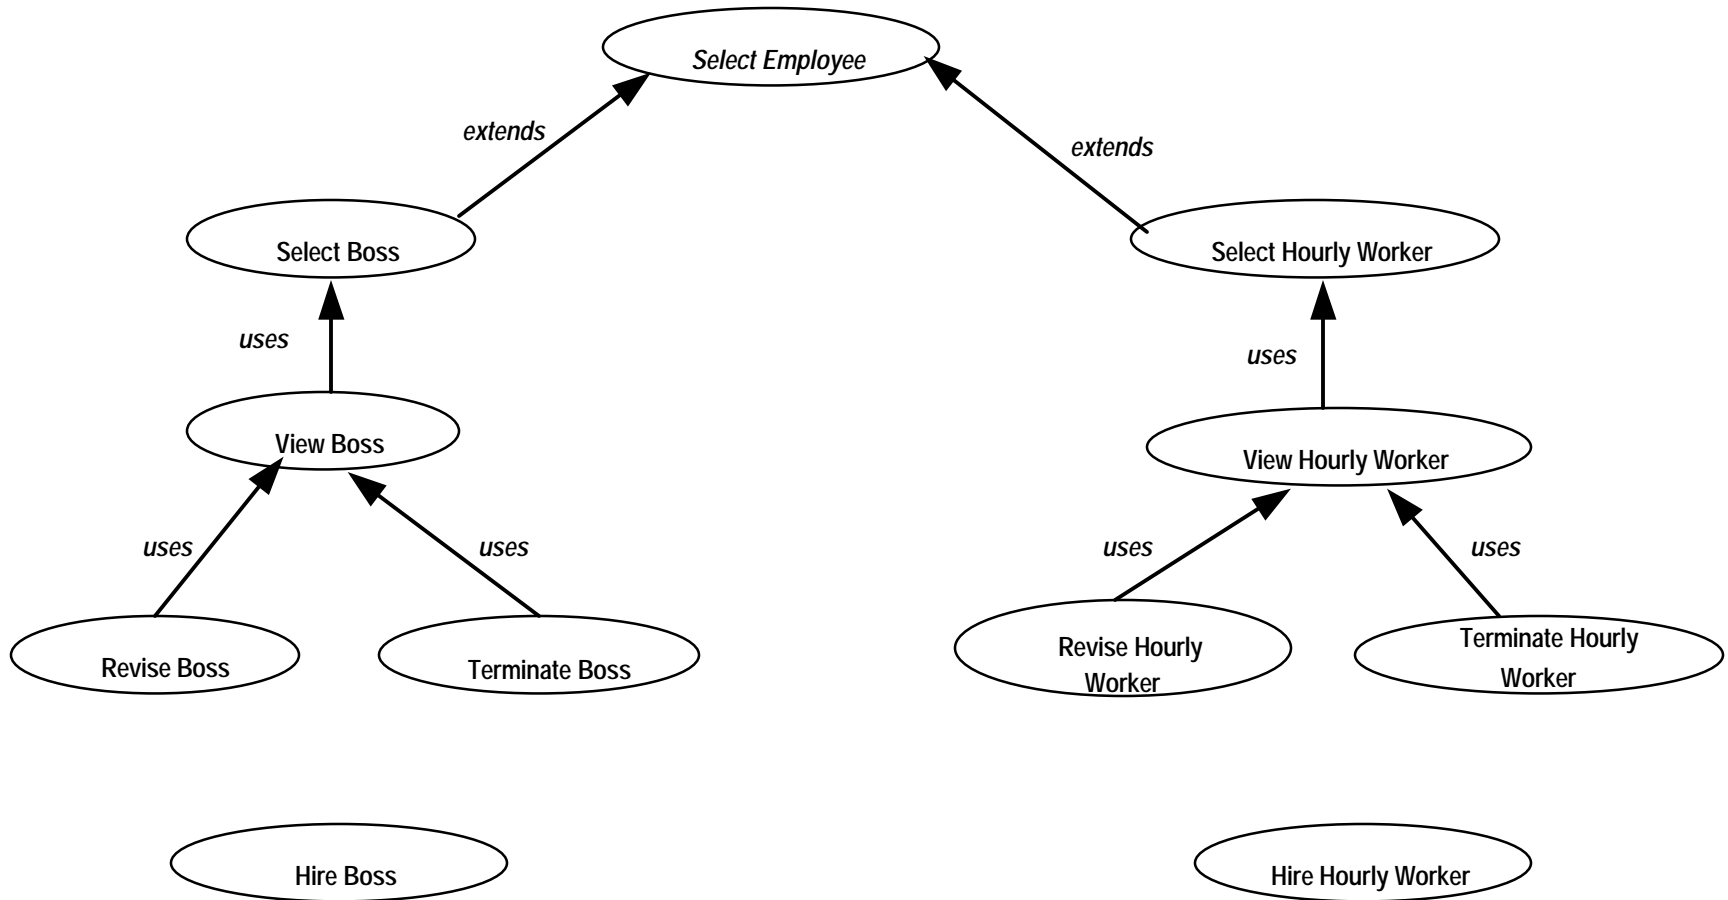 Select Employee
extends
extends
Select Boss
Select Hourly Worker
uses
uses
View Boss
View Hourly Worker
uses
uses
uses
uses
Revise Boss
Terminate Boss
Revise Hourly
Worker
Terminate Hourly
Worker
Hire Boss
Hire Hourly Worker